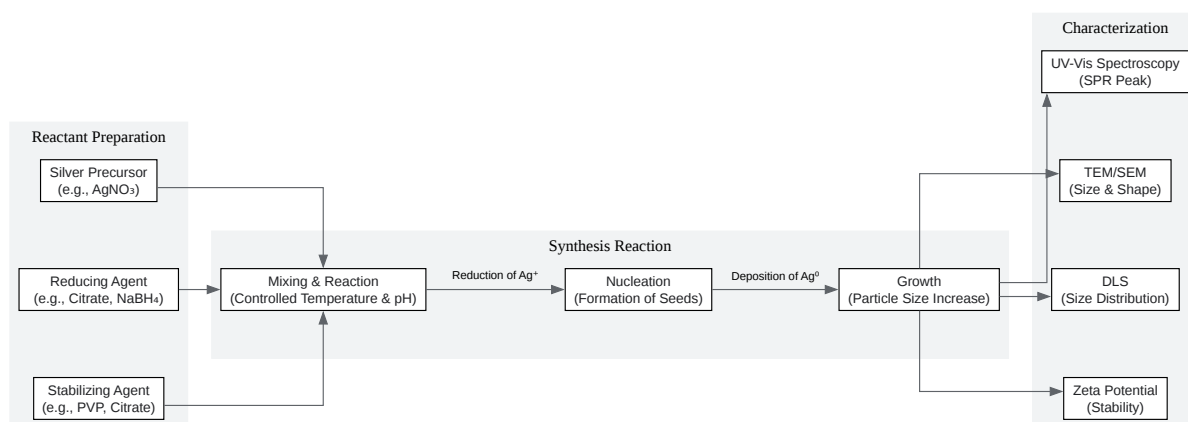 Characterization
UV-Vis Spectroscopy
(SPR Peak)
Reactant Preparation
Silver Precursor
(e.g., AgNO₃)
TEM/SEM
(Size & Shape)
Synthesis Reaction
Reducing Agent
(e.g., Citrate, NaBH₄)
Mixing & Reaction
(Controlled Temperature & pH)
Reduction of Ag⁺
Nucleation
(Formation of Seeds)
Deposition of Ag⁰
Growth
(Particle Size Increase)
DLS
(Size Distribution)
Stabilizing Agent
(e.g., PVP, Citrate)
Zeta Potential
(Stability)